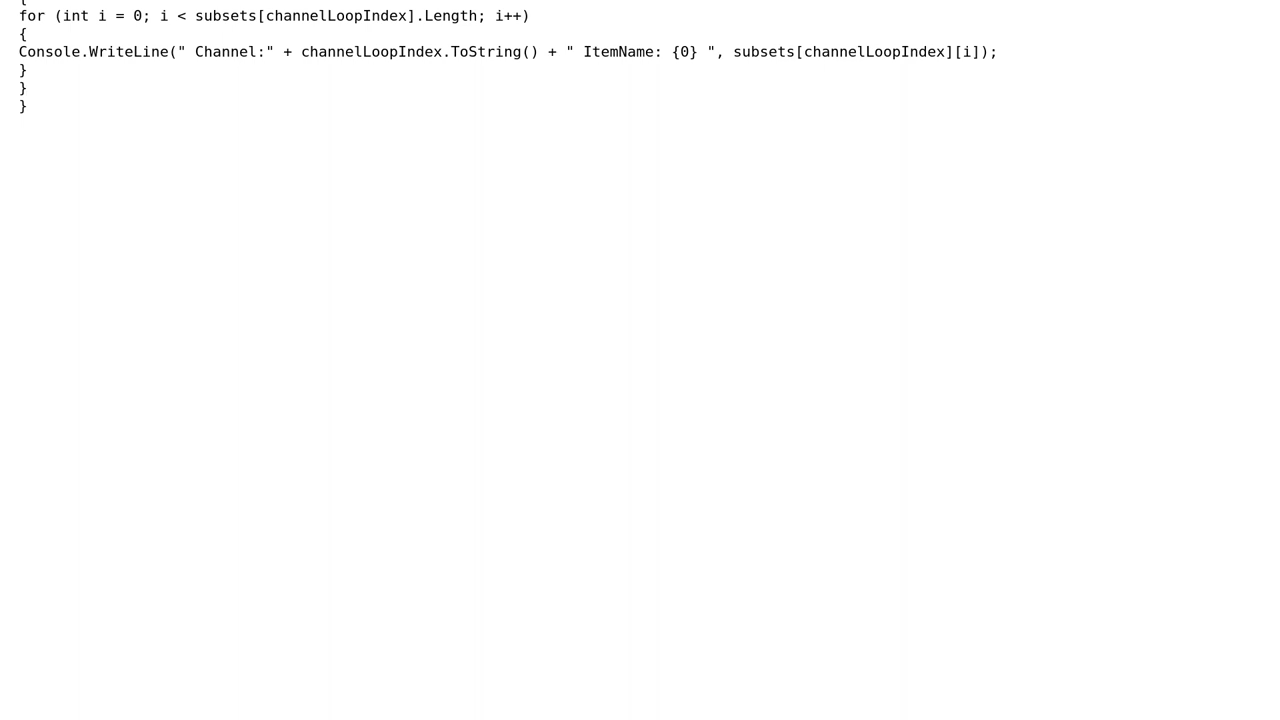 {
for (int i = 0; i < subsets[channelLoopIndex].Length; i++)
{
Console.WriteLine(" Channel:" + channelLoopIndex.ToString() + " ItemName: {0} ", subsets[channelLoopIndex][i]);
}
}
}